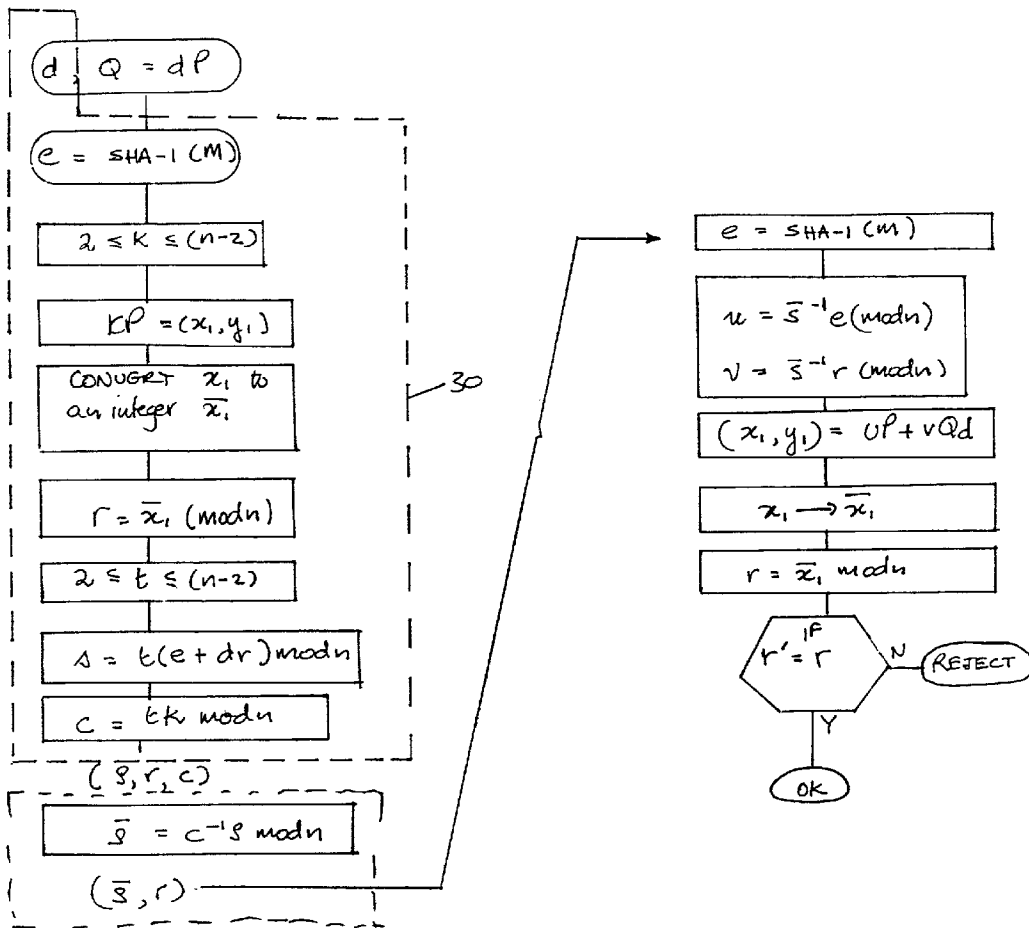 d, Q = dP
e = SHA-1 (M)
2 ≤ K ≤ (n-2)
KP = (x₁, y₁)
CONVERT x₁ to
an integer x̄₁
30
r = x̄₁ (mod n)
2 ≤ t ≤ (n-2)
s = t(e + dr) mod n
c = tk mod n
(s, r, c)
s̄ = c⁻¹s mod n
(s̄, r)
e = SHA-1 (M)
u = s̄⁻¹e (mod n)
v = s̄⁻¹r (mod n)
(x₁, y₁) = UP + vQd
x₁ → x̄₁
r = x̄₁ mod n
IF
r' = r
N
REJECT
Y
OK